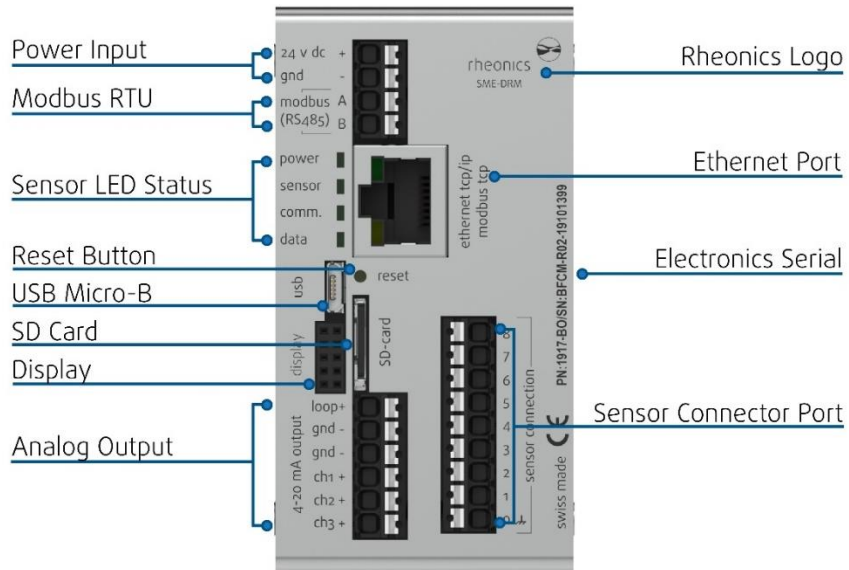 Power Input
Modbus RTU
Sensor LED Status
Reset Button
USB Micro-B
SD Card
Display
Analog Output
24 v dc +
gnd -
modbus A
(RS485) B
power
sensor
comm.
data
reset
usb
display
SD-card
4-20 mA output
loop+
gnd -
gnd -
ch1 +
ch2 +
ch3 +
rheonics
SME-DRM
ethernet tcp/ip
modbus tcp
8
7
6
5
4
3
2
1
0
sensor connection
PN:1917-BO/SN:BFCM-R02-19101399
CE
swiss made
Rheonics Logo
Ethernet Port
Electronics Serial
Sensor Connector Port